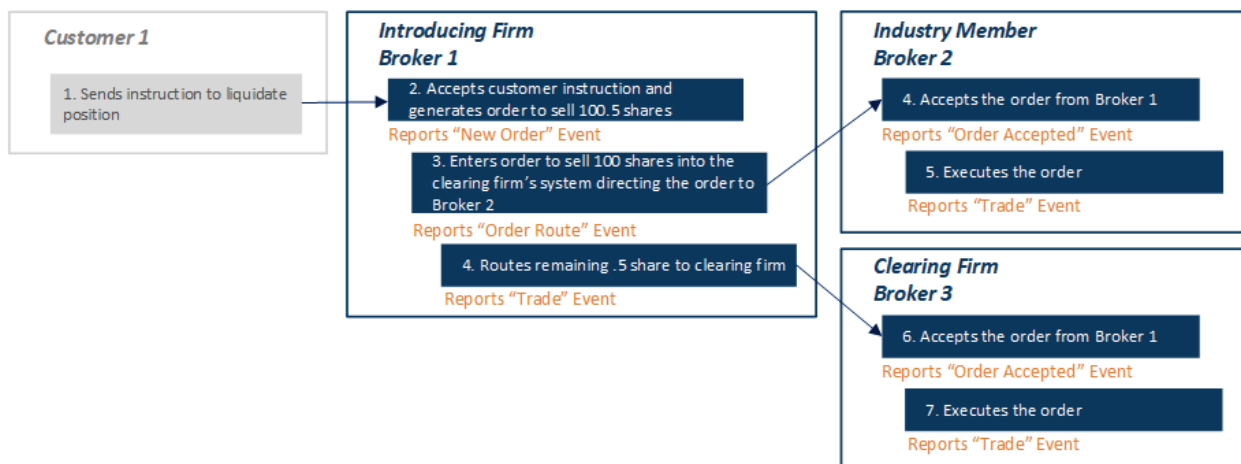 Customer 1
1. Sends instruction to liquidate
position
Introducing Firm
Broker 1
2. Accepts customer instruction and
generates order to sell 100.5 shares
Reports “New Order” Event
3. Enters order to sell 100 shares into the
clearing firm’s system directing the order to
Broker 2
Reports “Order Route” Event
4. Routes remaining .5 share to clearing firm
Reports “Trade” Event
Industry Member
Broker 2
4. Accepts the order from Broker 1
Reports “Order Accepted” Event
5. Executes the order
Reports “Trade” Event
Clearing Firm
Broker 3
6. Accepts the order from Broker 1
Reports “Order Accepted” Event
7. Executes the order
Reports “Trade” Event